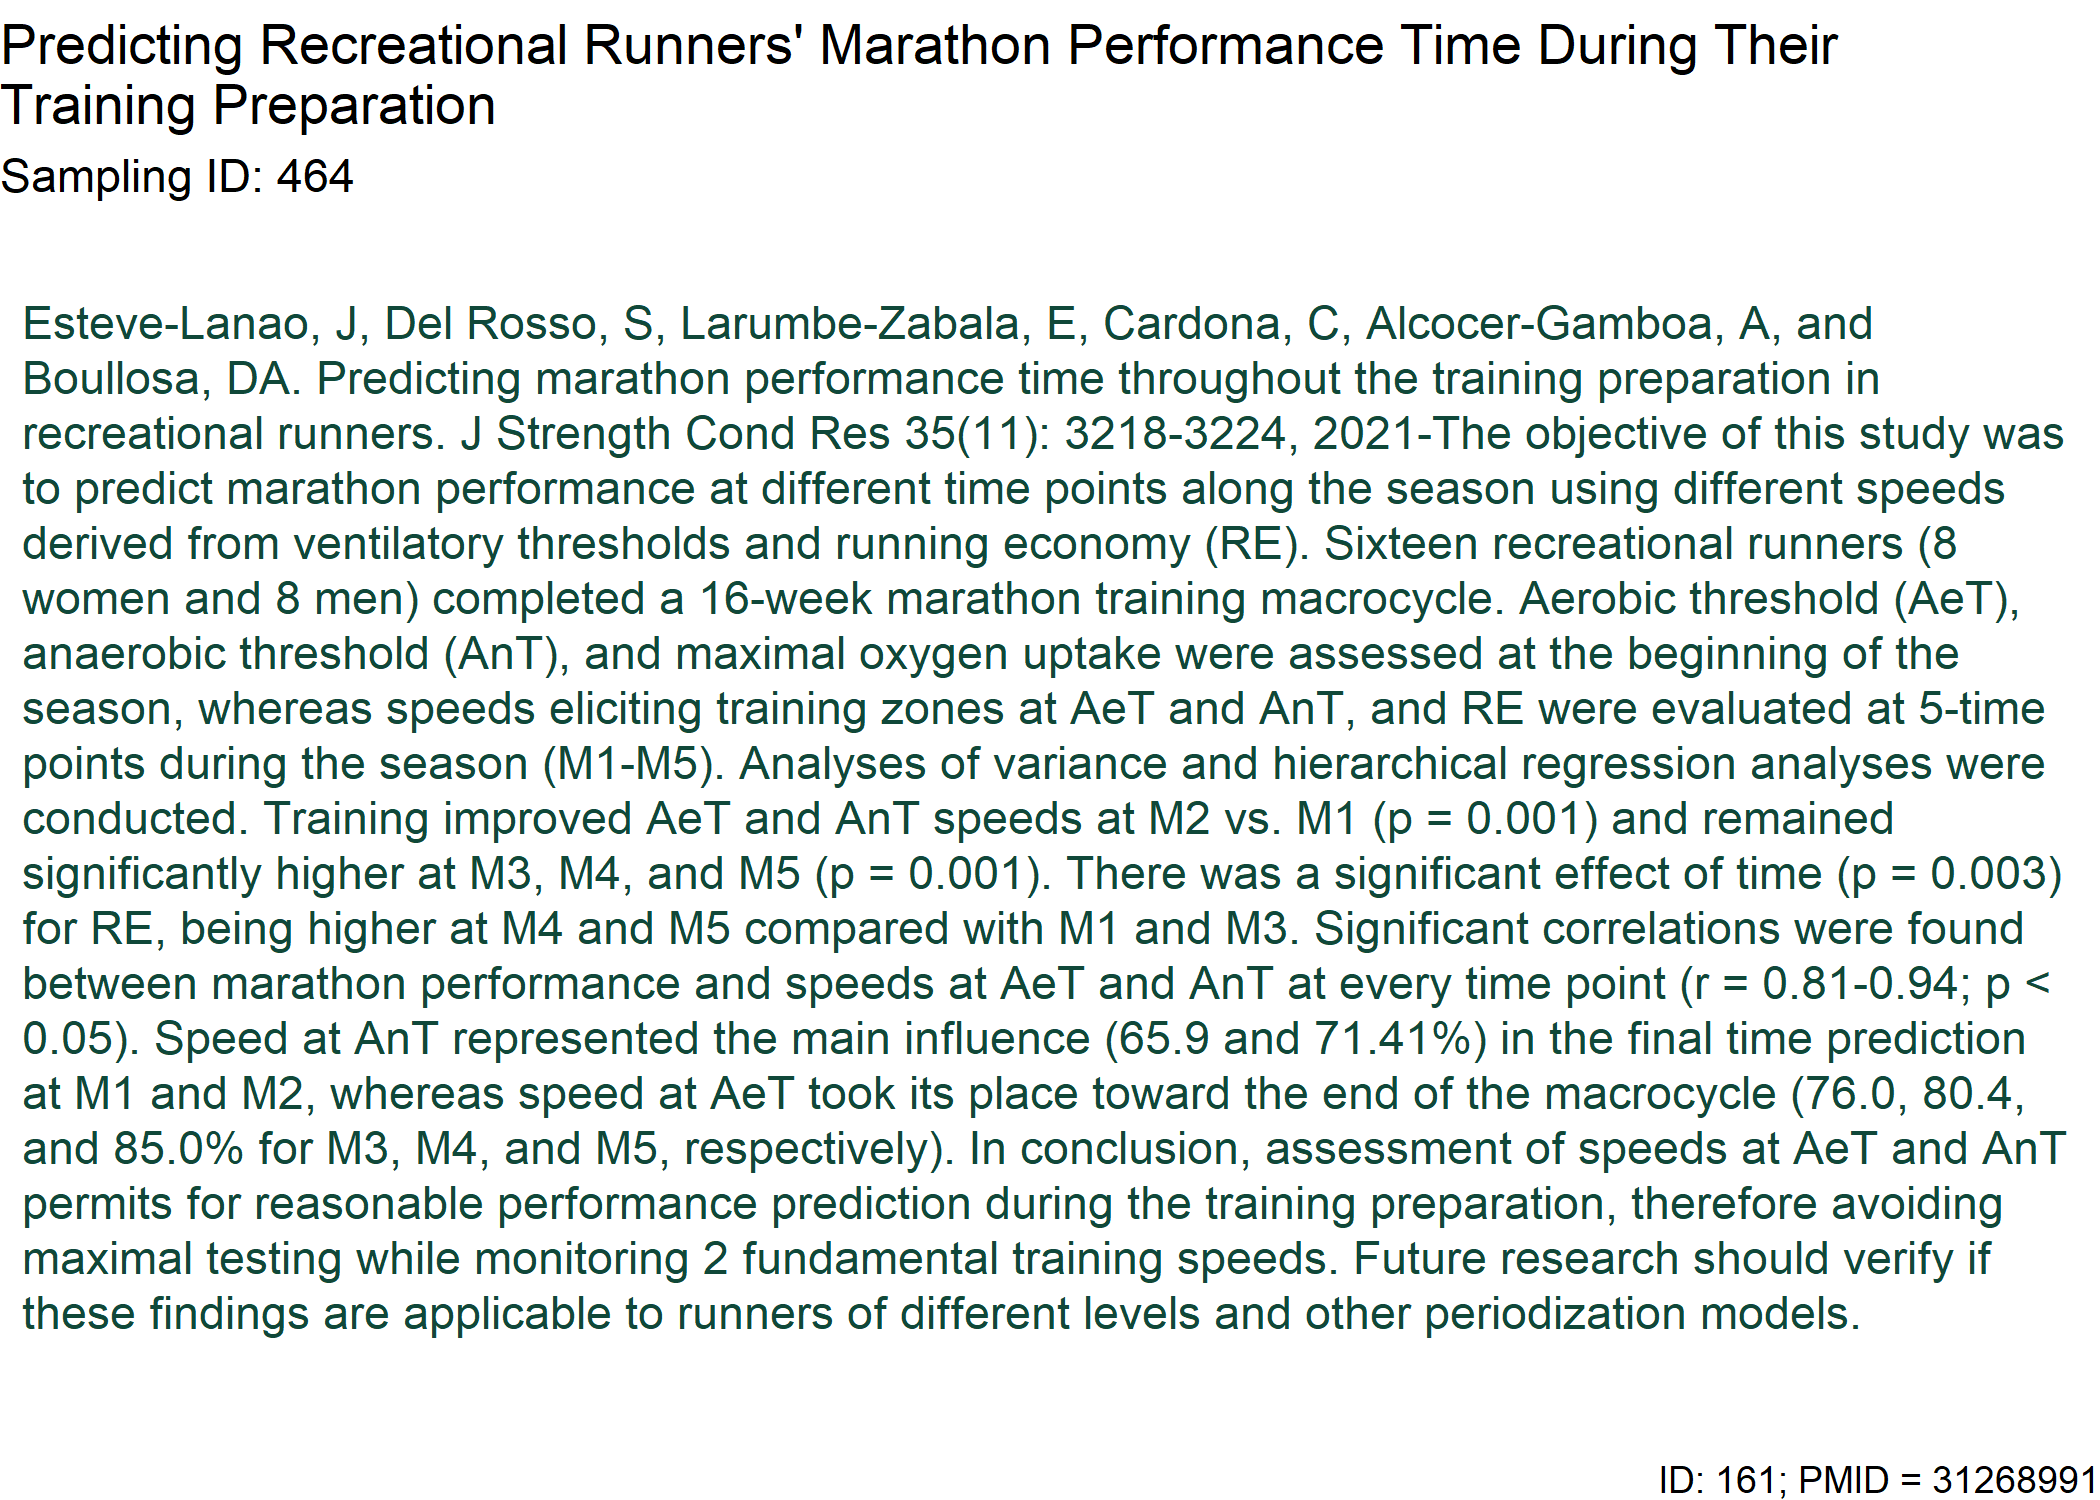 Predicting Recreational Runners' Marathon Performance Time During Their
Training Preparation
Sampling ID: 464
Esteve-Lanao, J, Del Rosso, S, Larumbe-Zabala, E, Cardona, C, Alcocer-Gamboa, A, and
Boullosa, DA. Predicting marathon performance time throughout the training preparation in
recreational runners. J Strength Cond Res 35(11): 3218-3224, 2021-The objective of this study was
to predict marathon performance at different time points along the season using different speeds
derived from ventilatory thresholds and running economy (RE). Sixteen recreational runners (8
women and 8 men) completed a 16-week marathon training macrocycle. Aerobic threshold (AeT),
anaerobic threshold (AnT), and maximal oxygen uptake were assessed at the beginning of the
season, whereas speeds eliciting training zones at AeT and AnT, and RE were evaluated at 5-time
points during the season (M1-M5). Analyses of variance and hierarchical regression analyses were
conducted. Training improved AeT and AnT speeds at M2 vs. M1 (p = 0.001) and remained
significantly higher at M3, M4, and M5 (p = 0.001). There was a significant effect of time (p = 0.003)
for RE, being higher at M4 and M5 compared with M1 and M3. Significant correlations were found
between marathon performance and speeds at AeT and AnT at every time point (r = 0.81-0.94; p <
0.05). Speed at AnT represented the main influence (65.9 and 71.41%) in the final time prediction
at M1 and M2, whereas speed at AeT took its place toward the end of the macrocycle (76.0, 80.4,
and 85.0% for M3, M4, and M5, respectively). In conclusion, assessment of speeds at AeT and AnT
permits for reasonable performance prediction during the training preparation, therefore avoiding
maximal testing while monitoring 2 fundamental training speeds. Future research should verify if
these findings are applicable to runners of different levels and other periodization models.
ID: 161; PMID = 31268991